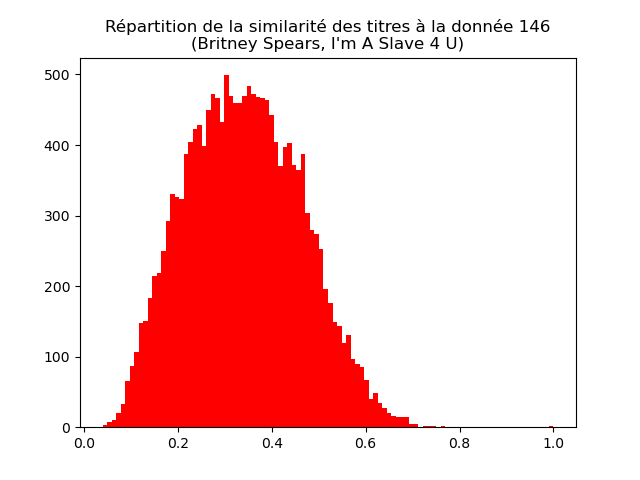 Répartition de la similarité des titres à la donnée 146
(Britney Spears, I'm A Slave 4 U)
500
400
300
200
100
0
0.0 0.2 0.4 0.6 0.8 1.0